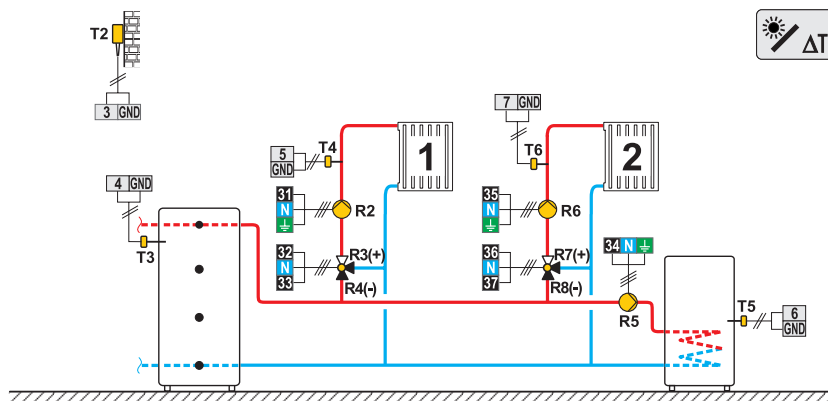 T2
3 GND
ΔT
7 GND
T4
5
GND
1
T6
2
4 GND
T3
31
N
R2
35
N
R6
34 N
32
N
33
R3(+)
R4(-)
36
N
37
R7(+)
R8(-)
R5
T5
6
GND